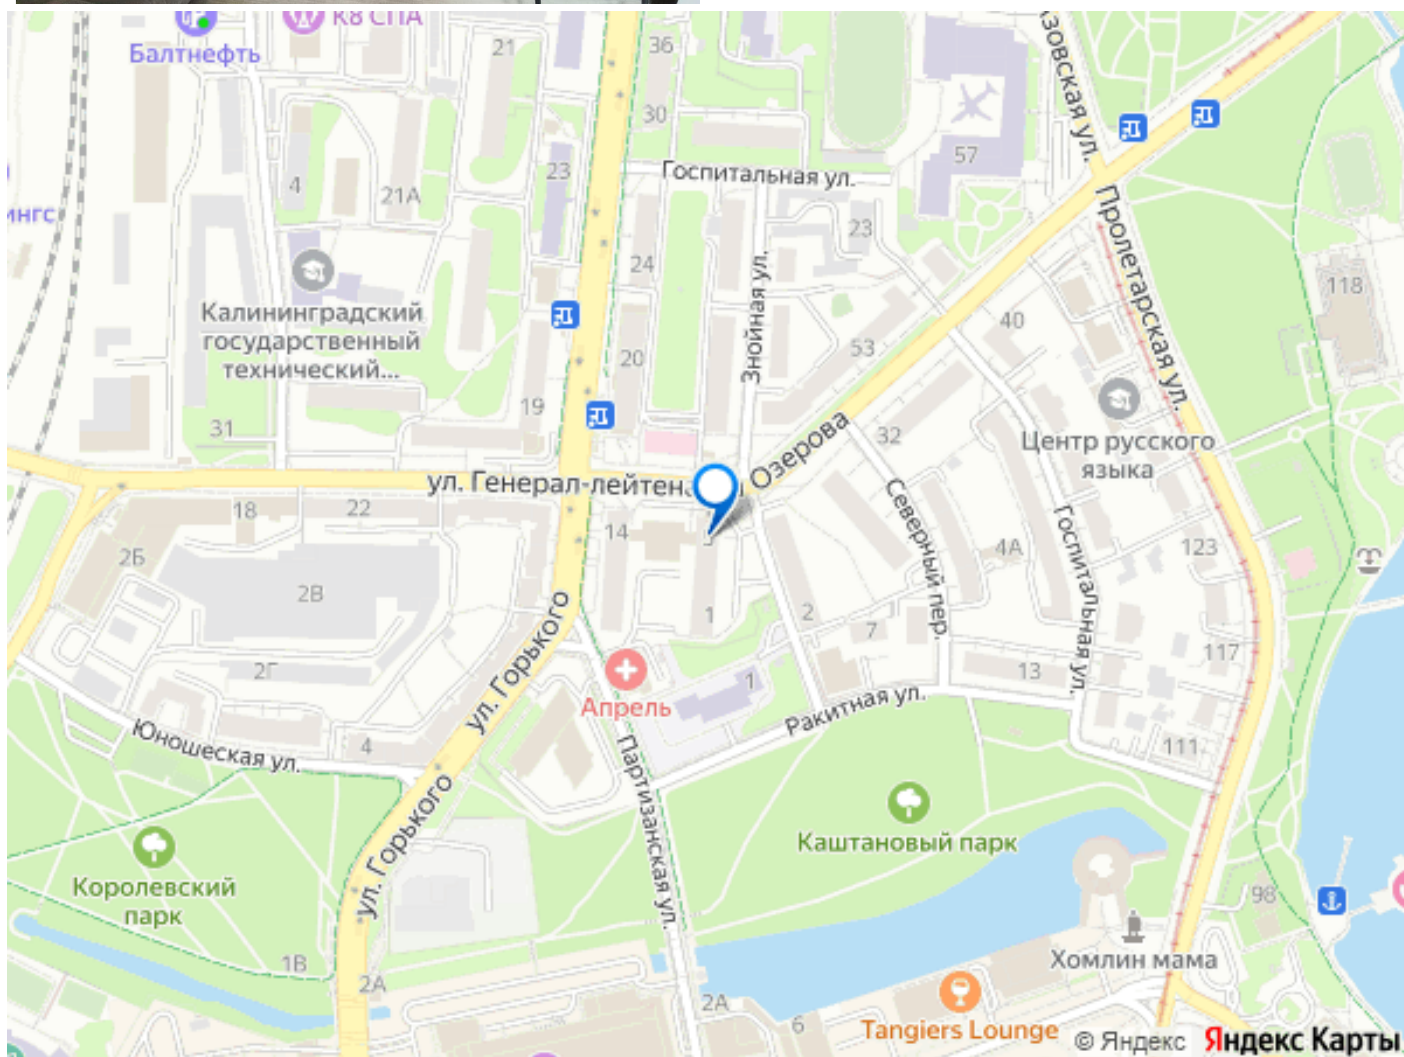 К8 СПА
Балтнефть
21
36
30
57
Госпитальная ул.
4
21А
23
23
нгс
24
118
Калининградский
государственный
технический...
Знойная ул.
40
53
20
Пролетарская ул.
19
31
Озерова
32
Центр русского
языка
ул. Генерал-лейтена
18
22
14
2Б
Северный пер.
4А
Госпитальная ул.
123
2В
1
2
7
13
117
2Г
ул. Горького
Апрель
1
Ракитная ул.
Юношеская ул.
4
111
Партизанская ул.
ул. Горького
Каштановый парк
Королевский
парк
98
1В
2А
Хомлин мама
2А
6
Tangiers Lounge
© Яндекс Яндекс Карты